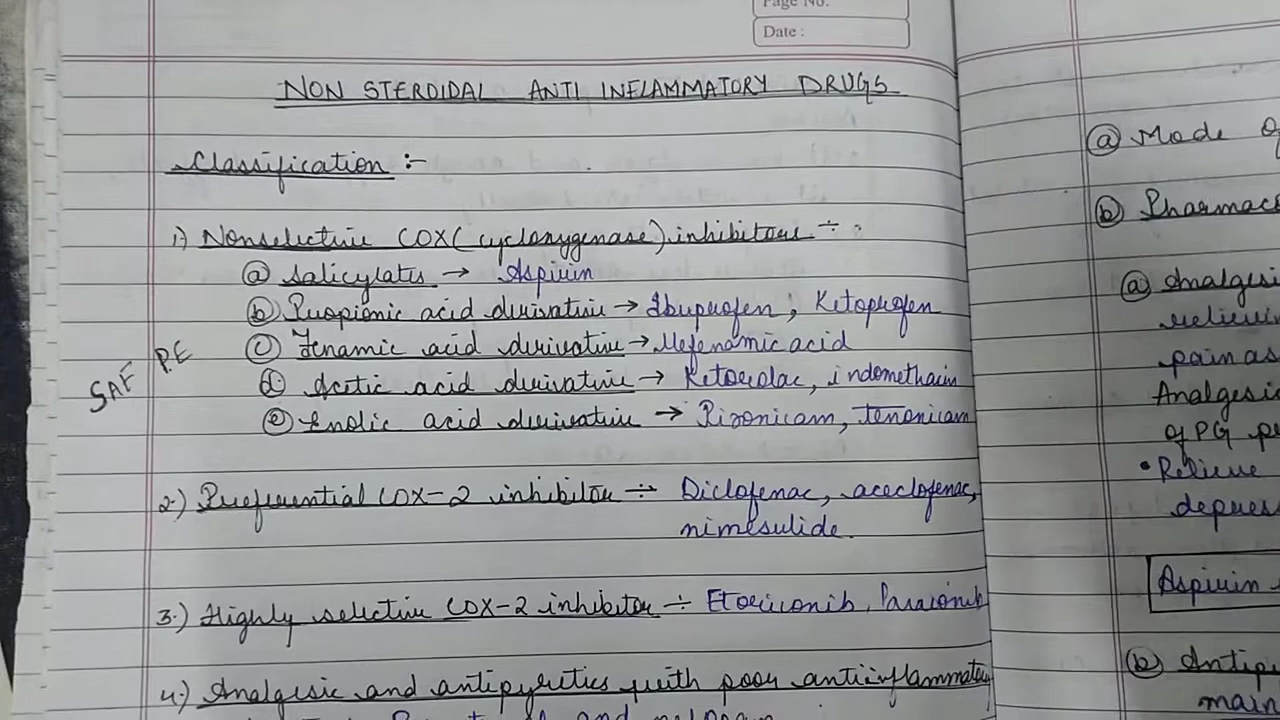 Page No.
Date :
NON STEROIDAL ANTI INFLAMMATORY DRUGS
Classification :-
1) Nonselective COX (cyclooxygenase) inhibitors ÷
ⓐ Salicylates → Aspirin
ⓑ Propionic acid derivative → Ibuprofen, Ketoprofen
ⓒ Fenamic acid derivative → Mefenamic acid
ⓓ Acetic acid derivative → Ketorolac, indomethacin
ⓔ Enolic acid derivative → Piroxicam, tenoxicam
SAF PE
2.) Preferential COX-2 inhibitor ÷ Diclofenac, aceclofenac,
nimesulide.
3.) Highly selective COX-2 inhibitor ÷ Etoricoxib, Paracoxib
4.) Analgesic and antipyretics with poor antiinflammatory
and
ⓐ Mode of
ⓑ Pharmac
ⓐ Analgesi
relievin
pain as
Analgesic
of PG pe
• Relieve
depress
Aspirin
ⓑ Antipy
main